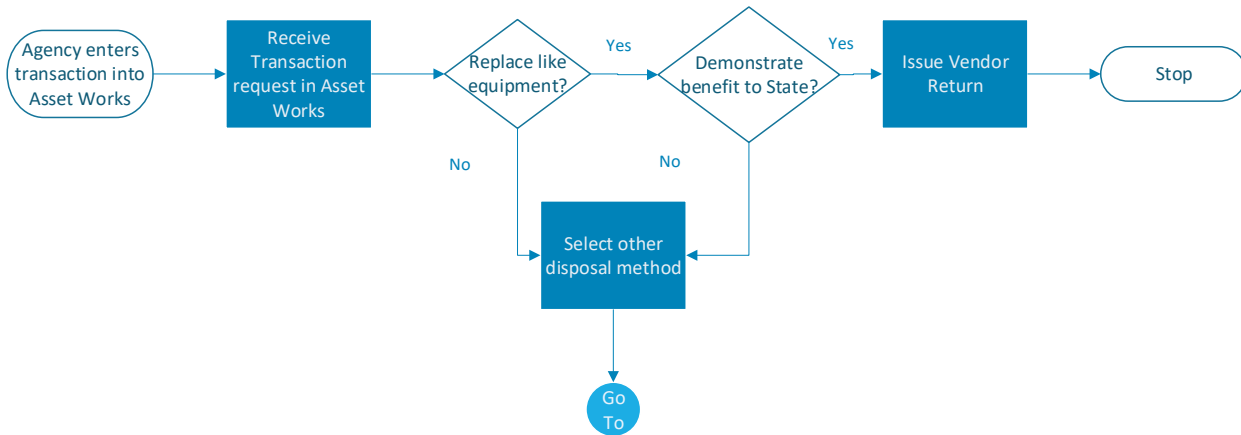 Agency enters
transaction into
Asset Works
Receive
Transaction
request in Asset
Works
Replace like
equipment?
Yes
Demonstrate
benefit to State?
Yes
Issue Vendor
Return
Stop
No
No
Select other
disposal method
Go
To